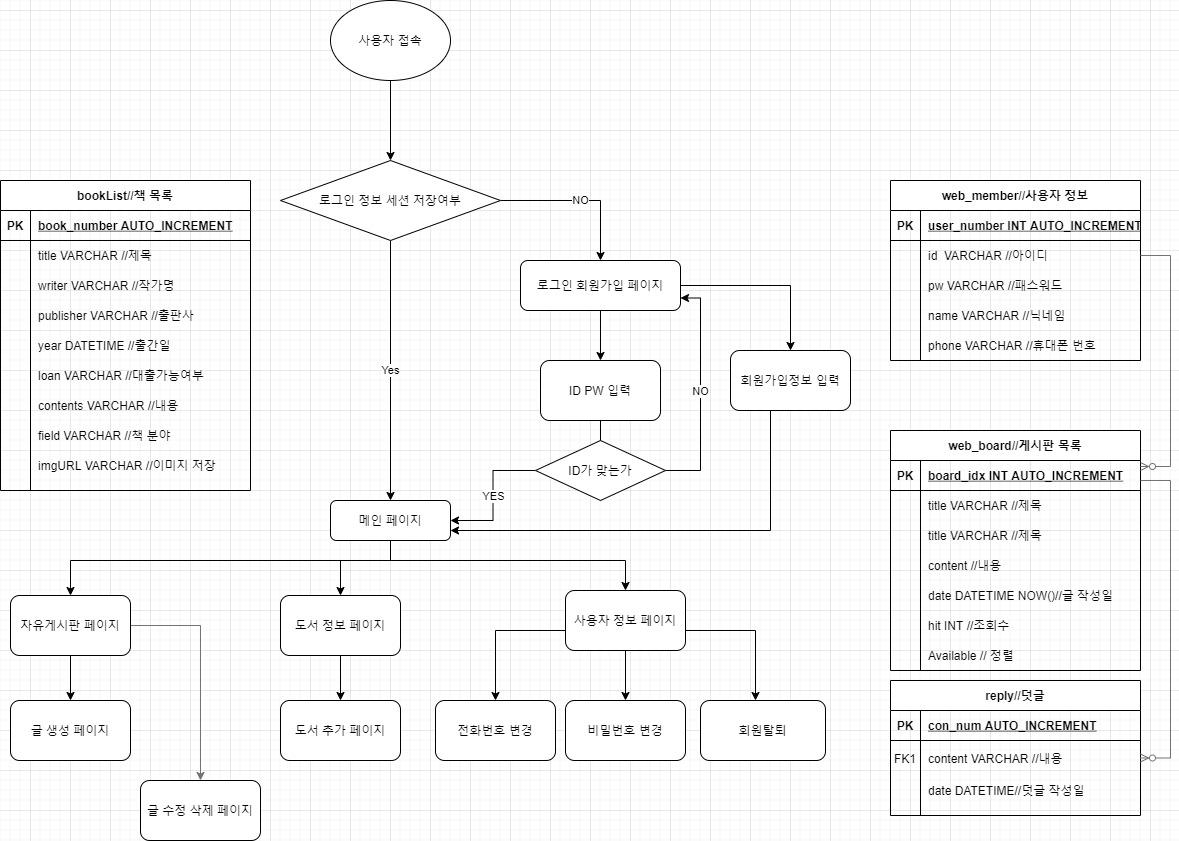 사용자 접속
로그인 정보 세션 저장여부
NO
Yes
로그인 회원가입 페이지
ID PW 입력
회원가입정보 입력
NO
ID가 맞는가
YES
메인 페이지
자유게시판 페이지
도서 정보 페이지
사용자 정보 페이지
글 생성 페이지
도서 추가 페이지
전화번호 변경
비밀번호 변경
회원탈퇴
글 수정 삭제 페이지
bookList//책 목록
PK book_number AUTO_INCREMENT
title VARCHAR //제목
writer VARCHAR //작가명
publisher VARCHAR //출판사
year DATETIME //출간일
loan VARCHAR //대출가능여부
contents VARCHAR //내용
field VARCHAR //책 분야
imgURL VARCHAR //이미지 저장
web_member//사용자 정보
PK user_number INT AUTO_INCREMENT
id VARCHAR //아이디
pw VARCHAR //패스워드
name VARCHAR //닉네임
phone VARCHAR //휴대폰 번호
web_board//게시판 목록
PK board_idx INT AUTO_INCREMENT
title VARCHAR //제목
title VARCHAR //제목
content //내용
date DATETIME NOW()//글 작성일
hit INT //조회수
Available // 정렬
reply//덧글
PK con_num AUTO_INCREMENT
FK1 content VARCHAR //내용
date DATETIME//덧글 작성일